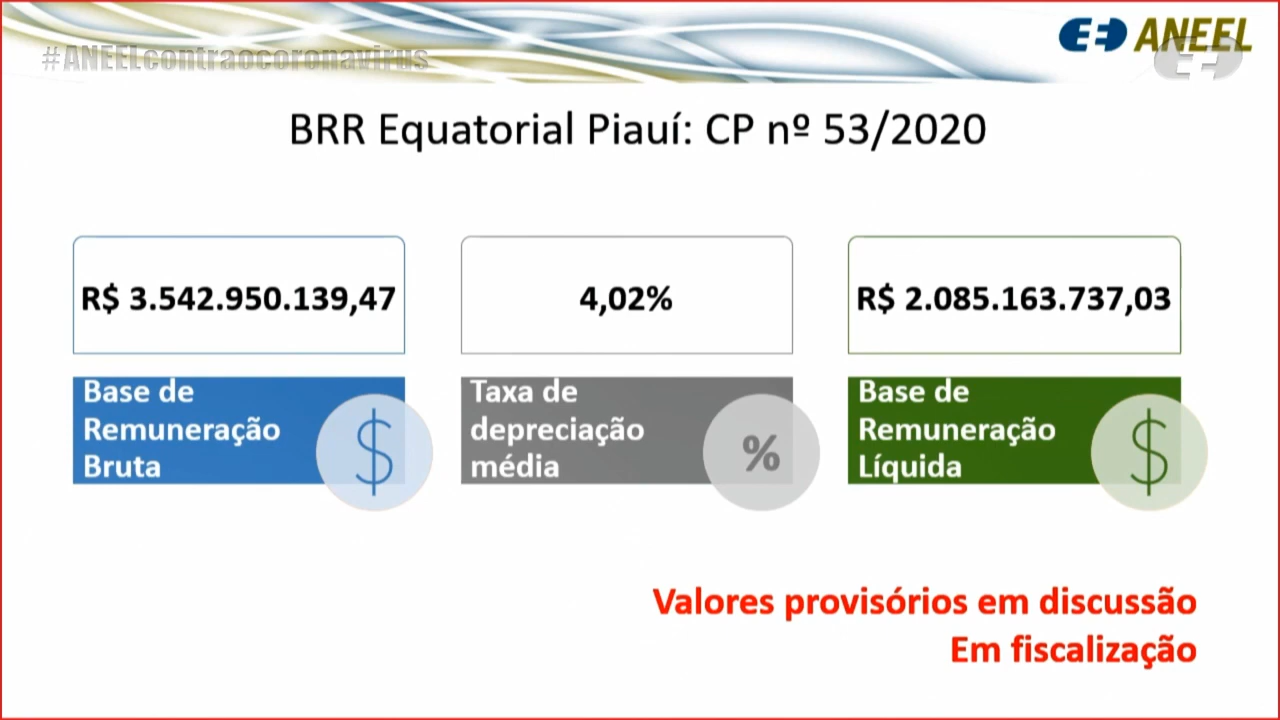 #ANEELcontraocoronavirus
ANEEL
BRR Equatorial Piauí: CP nº 53/2020
R$ 3.542.950.139,47
4,02%
R$ 2.085.163.737,03
Base de
Remuneração
Bruta
$
Taxa de
depreciação
média
%
Base de
Remuneração
Líquida
$
Valores provisórios em discussão
Em fiscalização